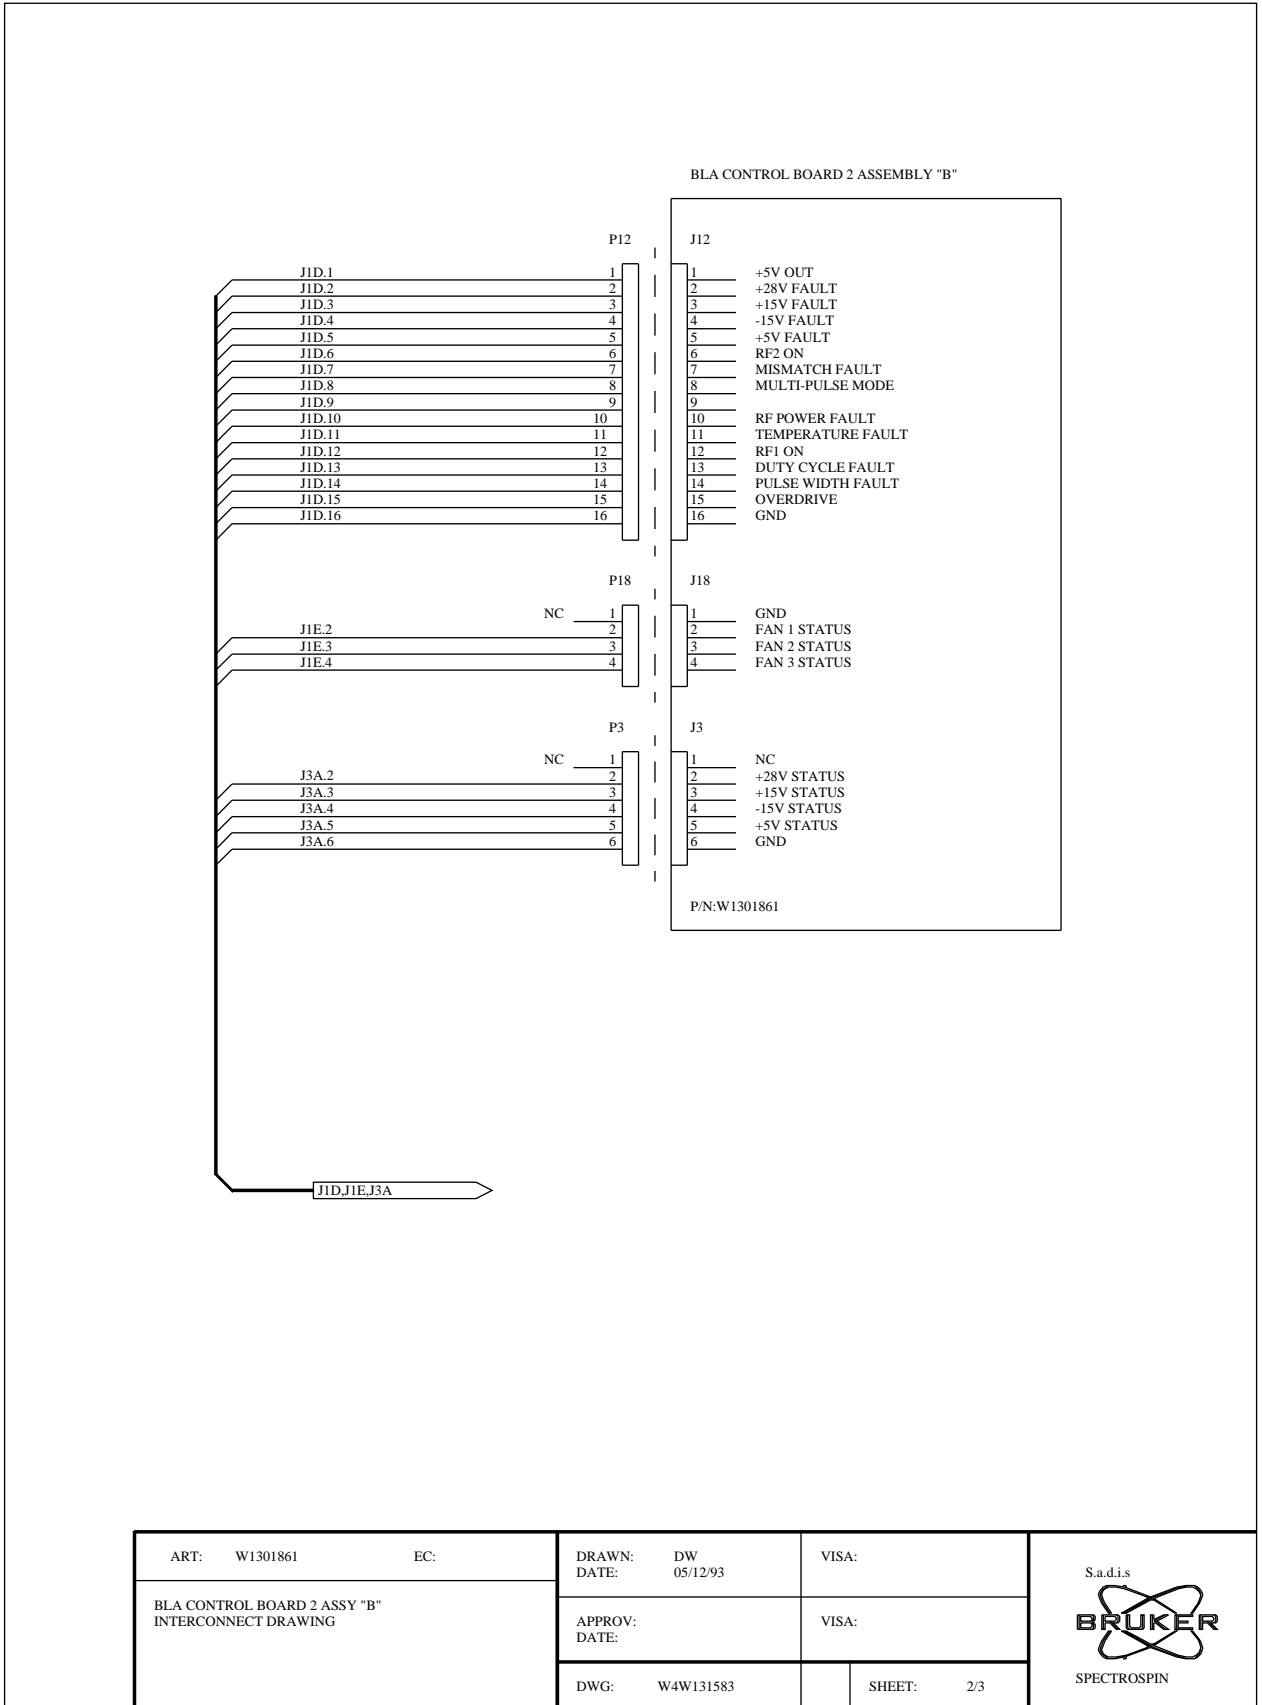 BLA CONTROL BOARD 2 ASSEMBLY "B"
P12 J12
J1D.1 1 1 +5V OUT
J1D.2 2 2 +28V FAULT
J1D.3 3 3 +15V FAULT
J1D.4 4 4 -15V FAULT
J1D.5 5 5 +5V FAULT
J1D.6 6 6 RF2 ON
J1D.7 7 7 MISMATCH FAULT
J1D.8 8 8 MULTI-PULSE MODE
J1D.9 9 9
J1D.10 10 10 RF POWER FAULT
J1D.11 11 11 TEMPERATURE FAULT
J1D.12 12 12 RF1 ON
J1D.13 13 13 DUTY CYCLE FAULT
J1D.14 14 14 PULSE WIDTH FAULT
J1D.15 15 15 OVERDRIVE
J1D.16 16 16 GND
P18 J18
NC 1 1 GND
J1E.2 2 2 FAN 1 STATUS
J1E.3 3 3 FAN 2 STATUS
J1E.4 4 4 FAN 3 STATUS
P3 J3
NC 1 1 NC
J3A.2 2 2 +28V STATUS
J3A.3 3 3 +15V STATUS
J3A.4 4 4 -15V STATUS
J3A.5 5 5 +5V STATUS
J3A.6 6 6 GND
P/N:W1301861
J1D,J1E,J3A
ART: W1301861 EC:
BLA CONTROL BOARD 2 ASSY "B"
INTERCONNECT DRAWING
DRAWN: DW
DATE: 05/12/93
VISA:
APPROV:
DATE:
VISA:
DWG: W4W131583
SHEET: 2/3
S.a.d.i.s
BRUKER
SPECTROSPIN